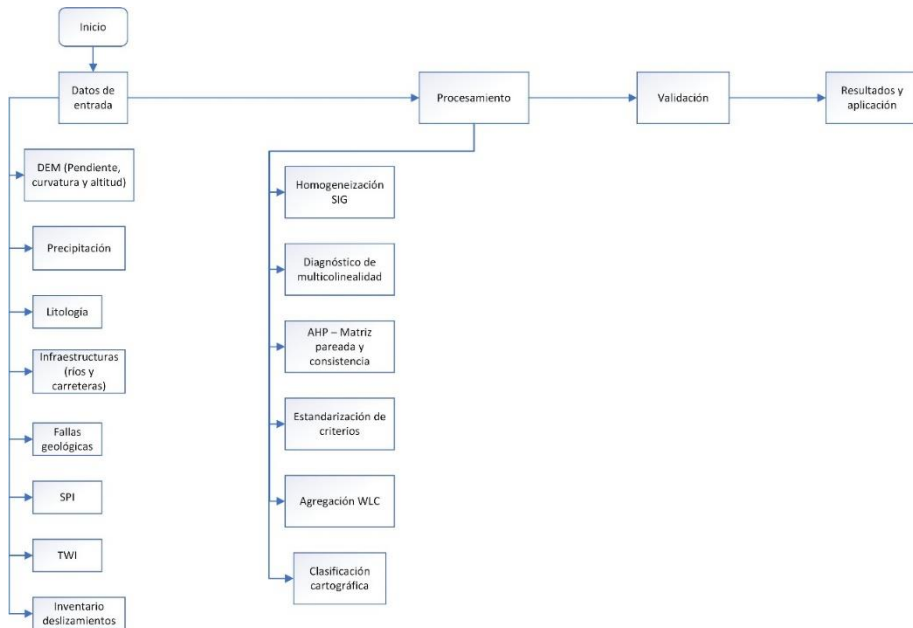 Inicio
Datos de
entrada
Procesamiento
Validación
Resultados y
aplicación
DEM (Pendiente,
curvatura y altitud)
Precipitación
Litología
Infraestructuras
(ríos y
carreteras)
Fallas
geológicas
SPI
TWI
Inventario
deslizamientos
Homogeneización
SIG
Diagnóstico de
multicolinealidad
AHP – Matriz
pareada y
consistencia
Estandarización de
criterios
Agregación WLC
Clasificación
cartográfica